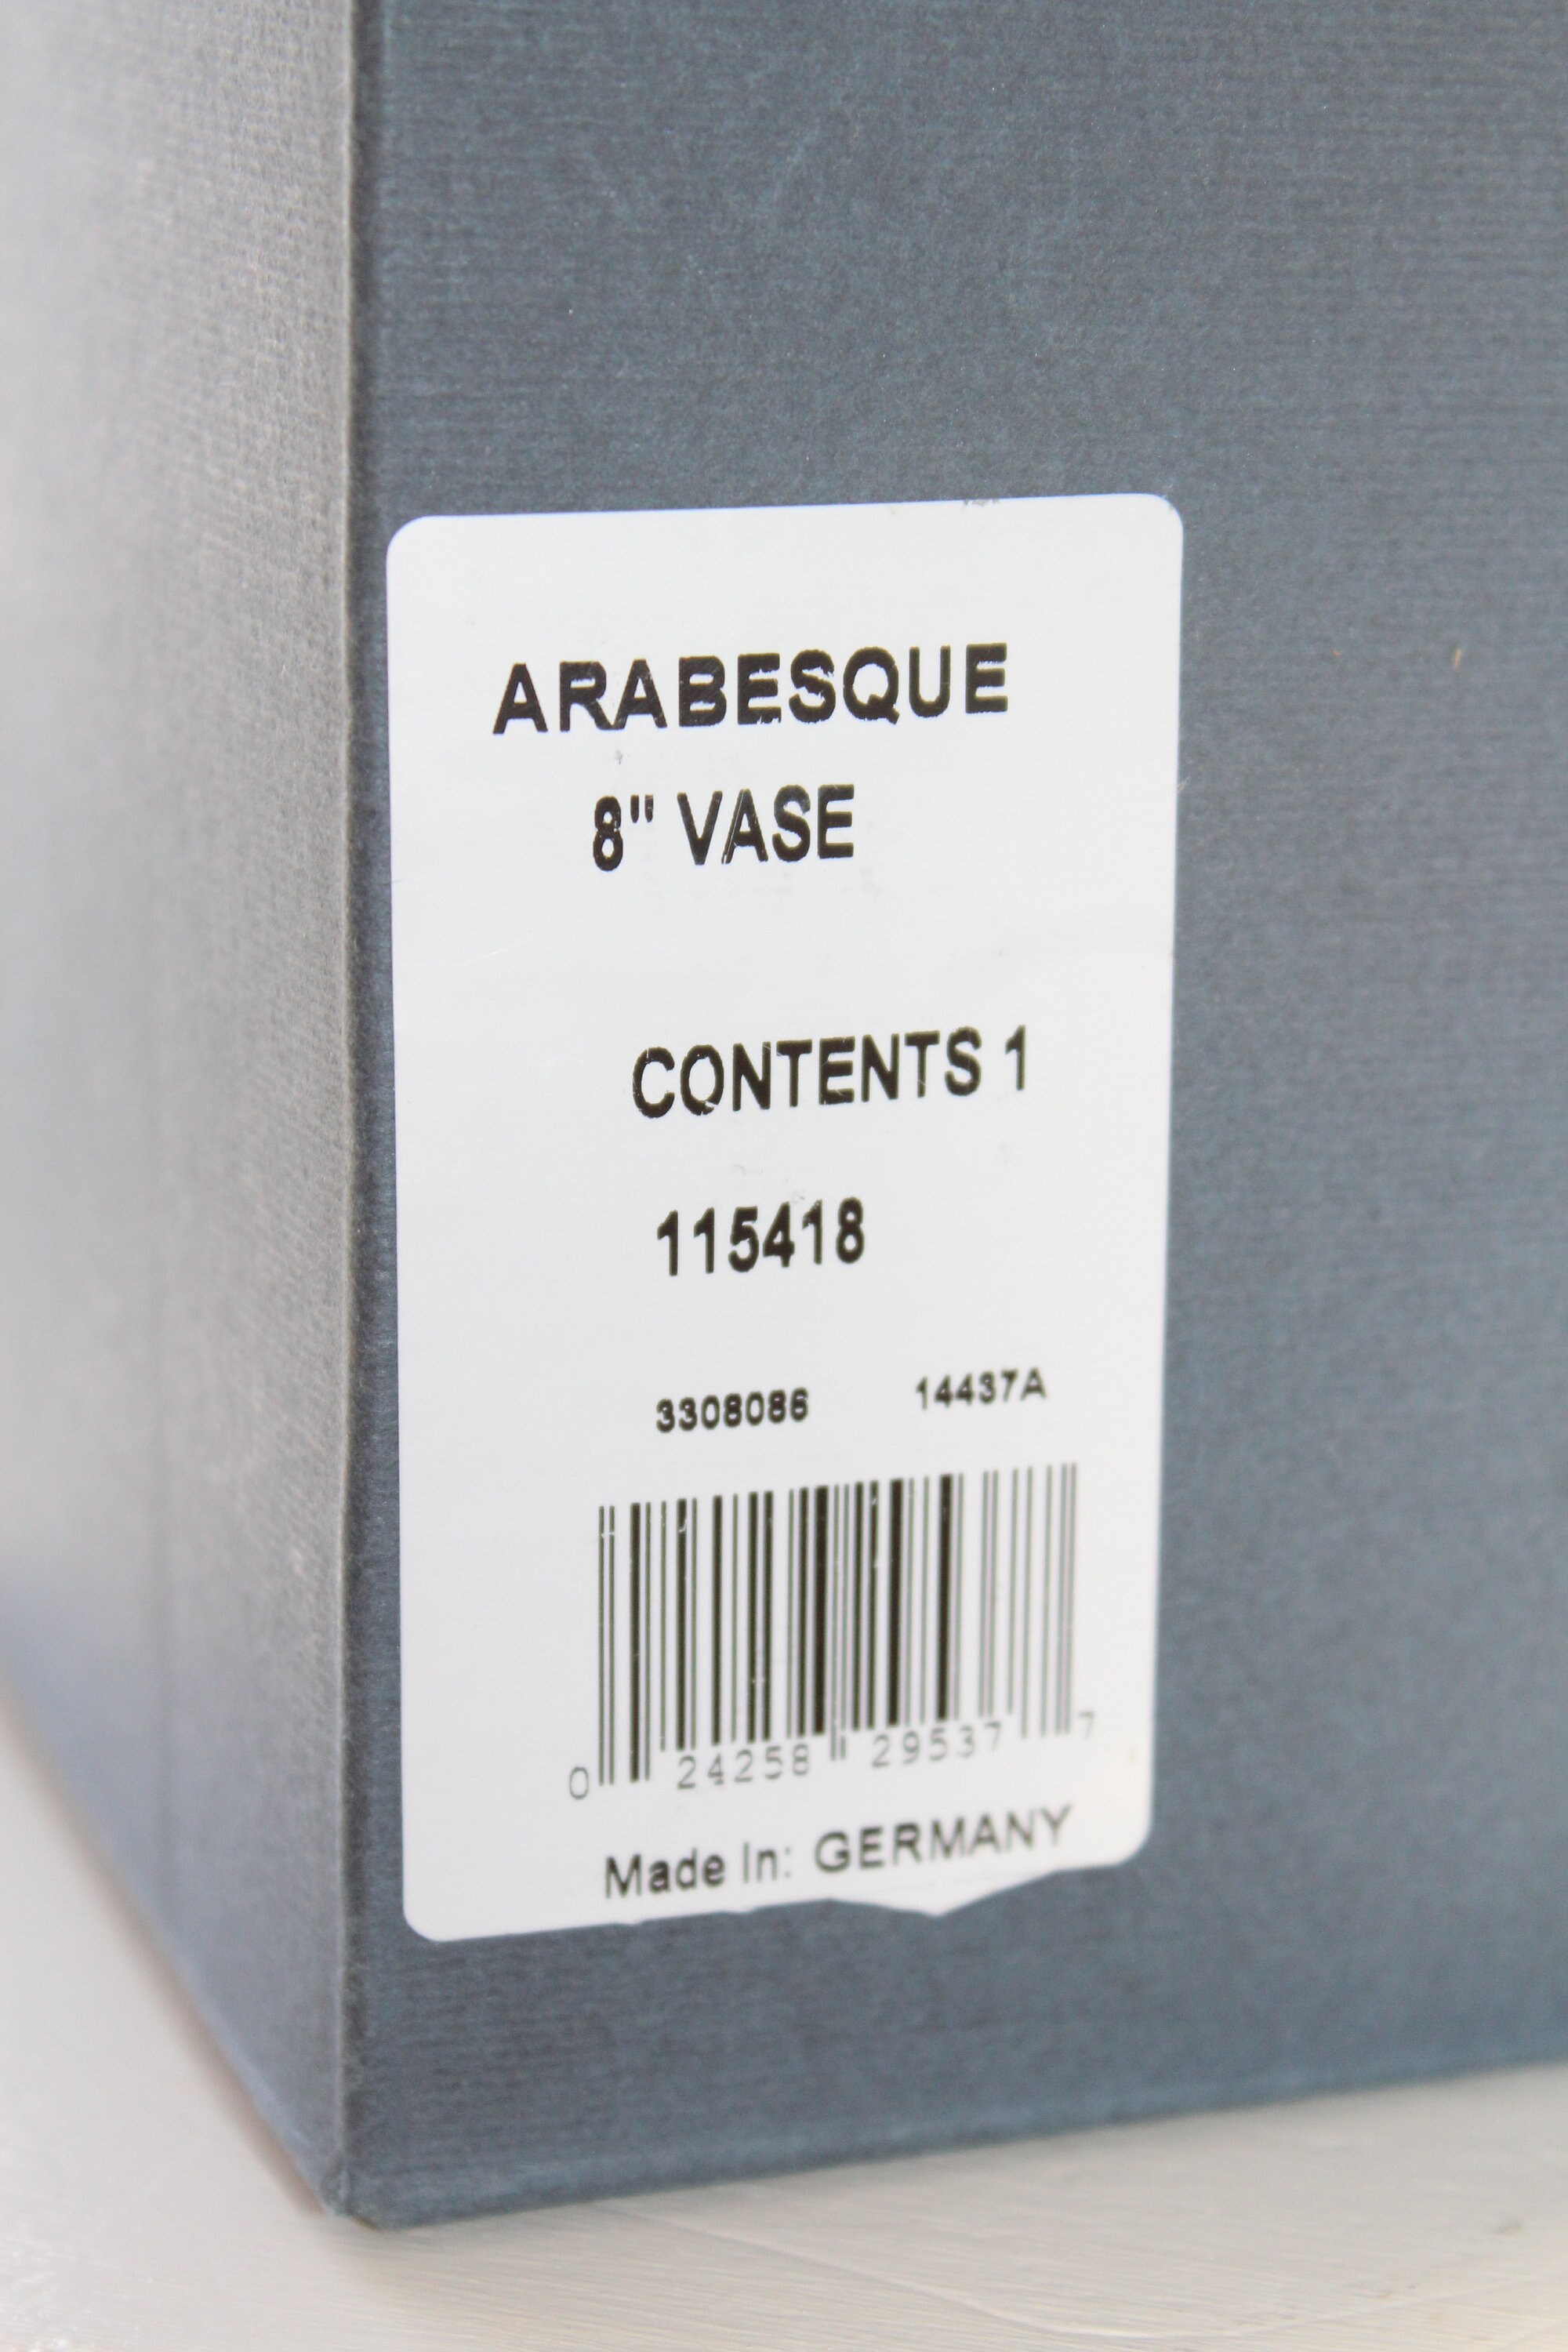 ARABESQUE
8" VASE
CONTENTS 1
115418
3308086 14437A
0 24258 29537 7
Made In: GERMANY